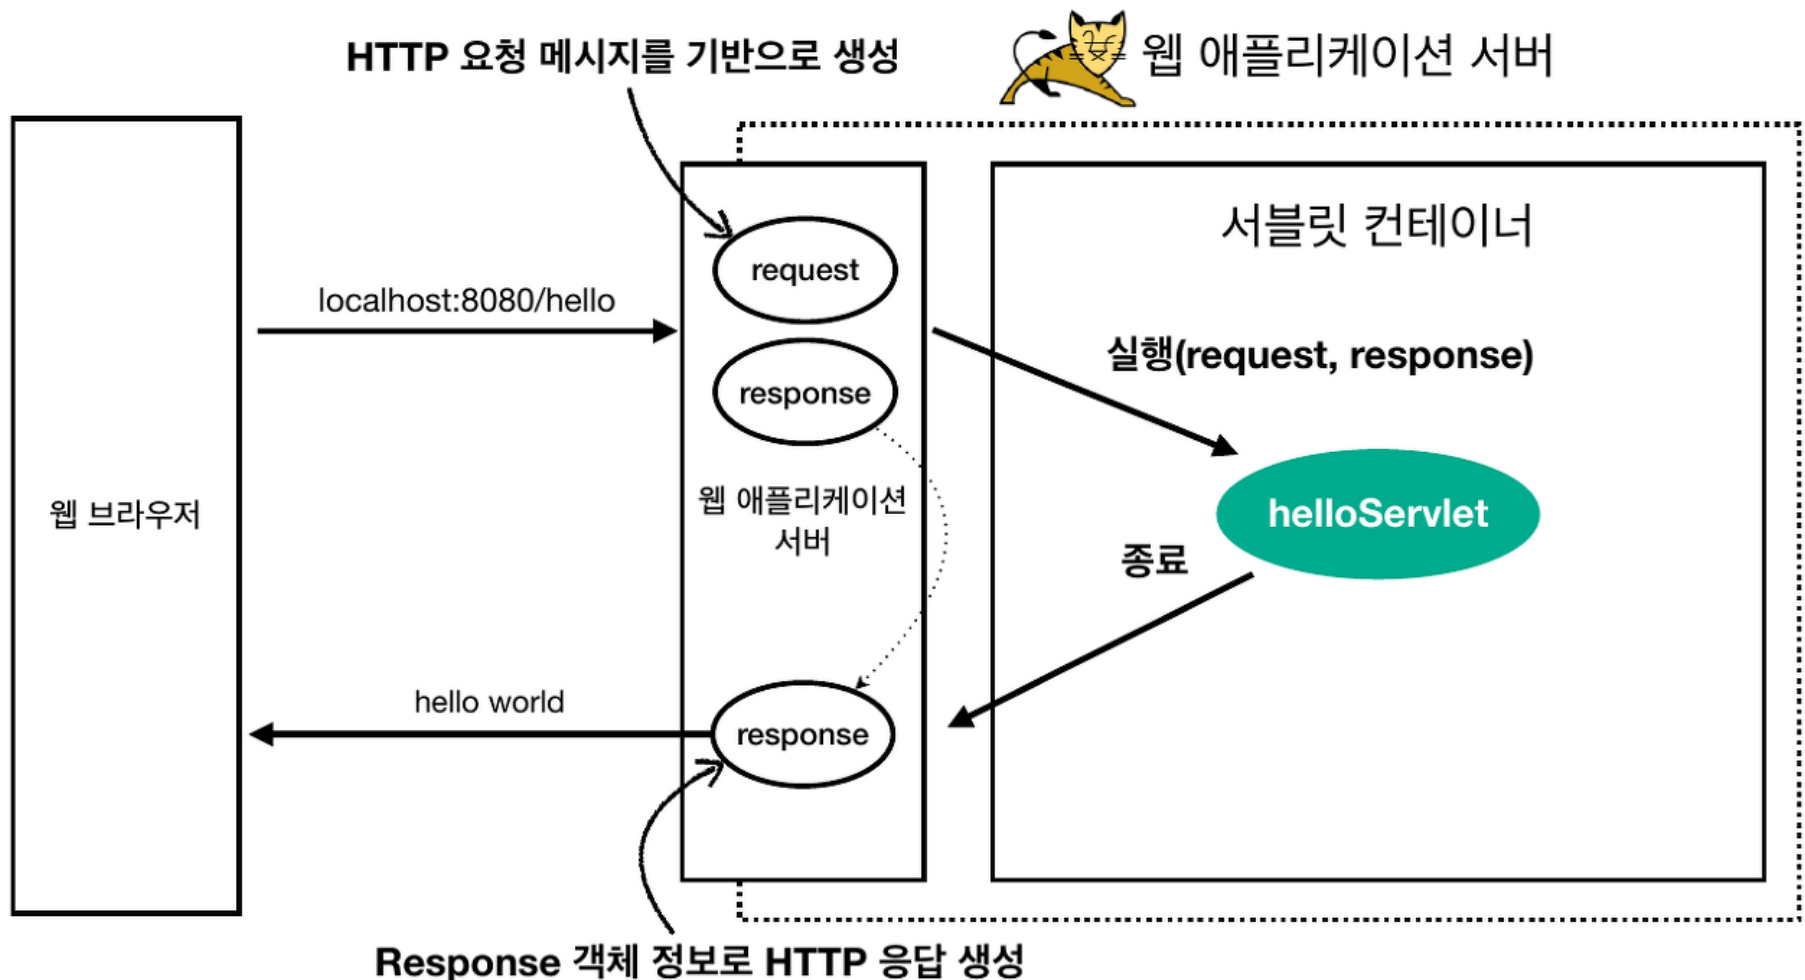 HTTP 요청 메시지를 기반으로 생성
웹 애플리케이션 서버
서블릿 컨테이너
request
localhost:8080/hello
실행(request, response)
response
웹 애플리케이션
서버
웹 브라우저
helloServlet
종료
hello world
response
Response 객체 정보로 HTTP 응답 생성